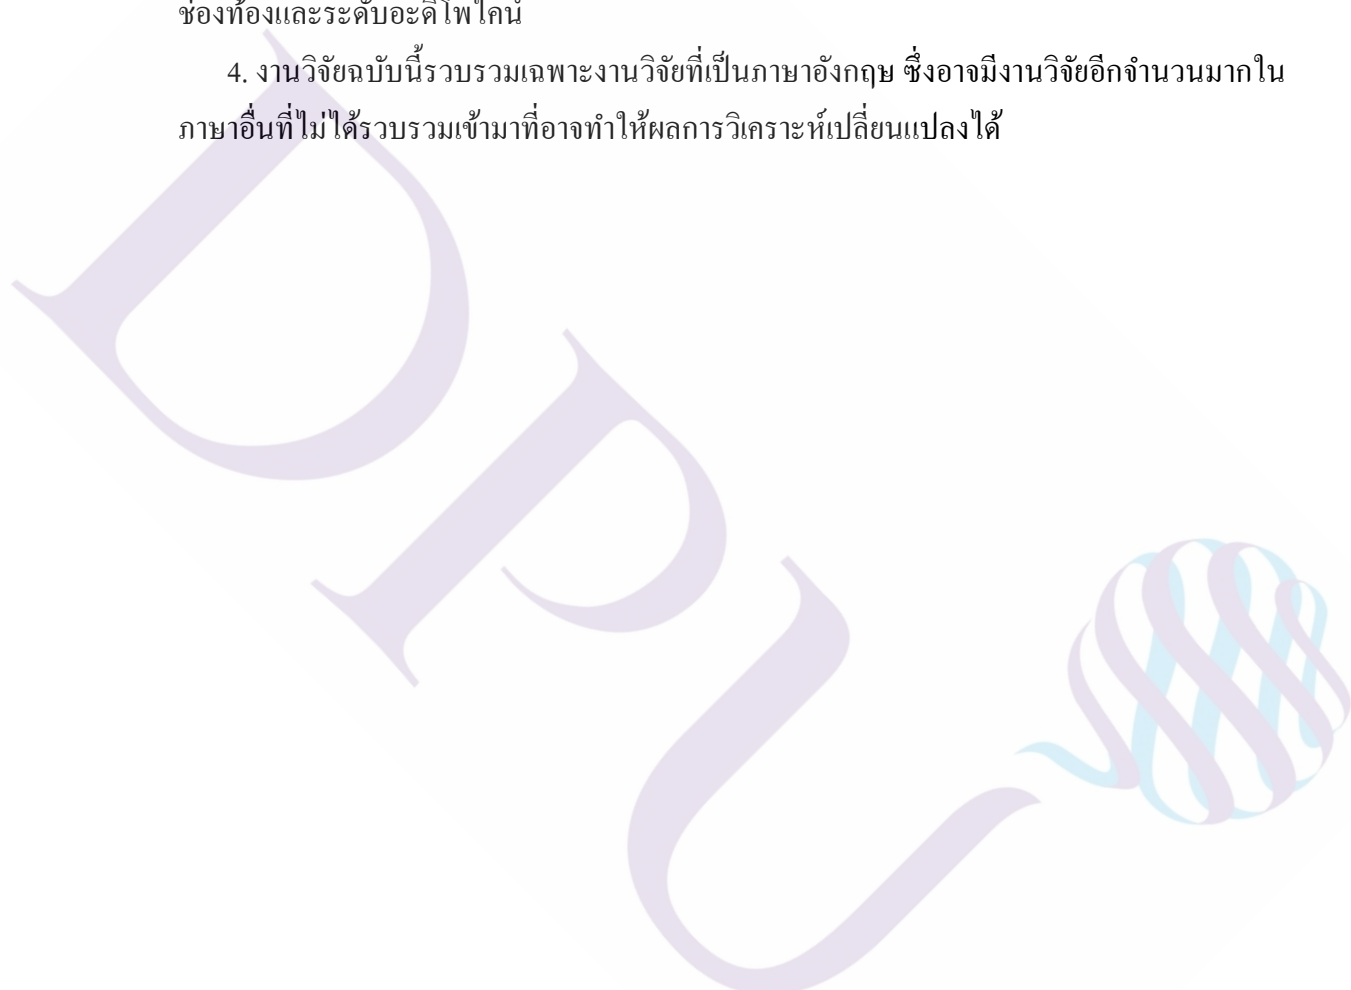 ช่องท้องและระดับอะดิโพไคน์
4. งานวิจัยฉบับนี้รวบรวมเฉพาะงานวิจัยที่เป็นภาษาอังกฤษ ซึ่งอาจมีงานวิจัยอีกจำนวนมากใน
ภาษาอื่นที่ไม่ได้รวบรวมเข้ามาที่อาจทำให้ผลการวิเคราะห์เปลี่ยนแปลงได้
DPU